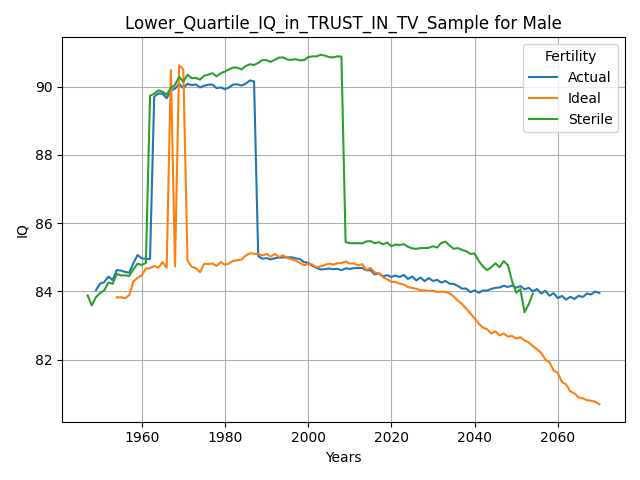 Lower_Quartile_IQ_in_TRUST_IN_TV_Sample for Male
Fertility
Actual
Ideal
Sterile
90
88
86
84
82
IQ
1960 1980 2000 2020 2040 2060
Years